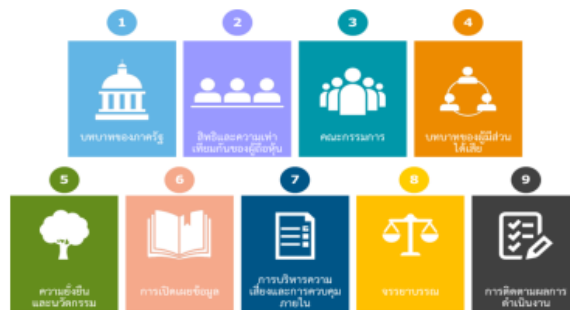 1
2
3
4
บทบาทของภาครัฐ
สิทธิและความเท่า
เทียมกันของผู้ถือหุ้น
คณะกรรมการ
บทบาทของผู้มีส่วน
ได้เสีย
5
6
7
8
9
ความยั่งยืน
และนวัตกรรม
การเปิดเผยข้อมูล
การบริหารความ
เสี่ยงและการควบคุม
ภายใน
จรรยาบรรณ
การติดตามผลการ
ดำเนินงาน